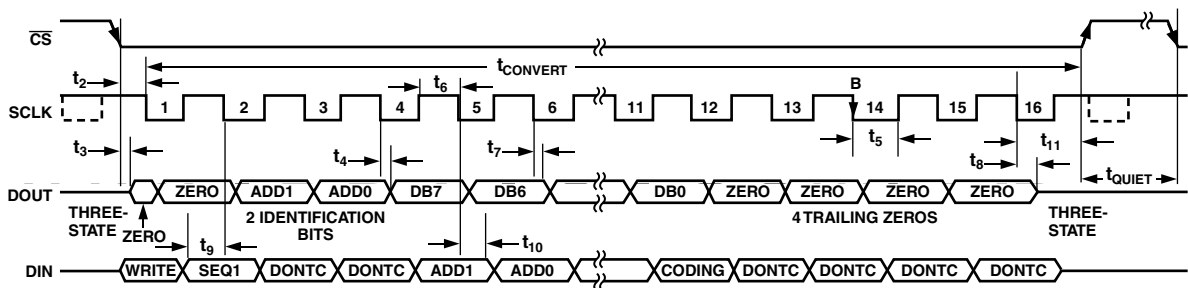 CS
t2
tCONVERT
t6
B
SCLK
1 2 3 4 5 6 11 12 13 14 15 16
t3
t4
t7
t5
t8
t11
DOUT
ZERO ADD1 ADD0 DB7 DB6 DB0 ZERO ZERO ZERO ZERO
tQUIET
THREE-
STATE
ZERO
2 IDENTIFICATION
BITS
4 TRAILING ZEROS
THREE-
STATE
t9
t10
DIN
WRITE SEQ1 DONTC DONTC ADD1 ADD0 CODING DONTC DONTC DONTC DONTC